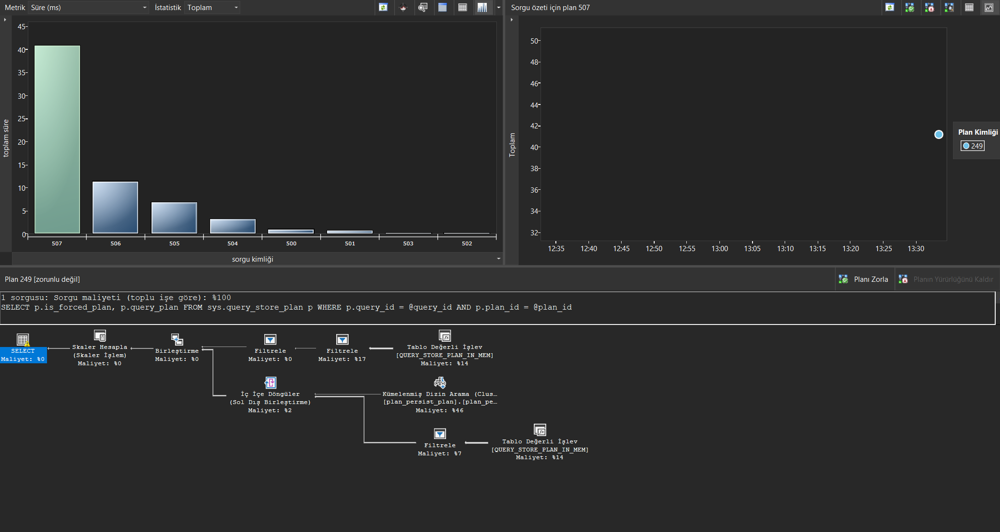 Metrik Süre (ms) İstatistik Toplam
Sorgu özeti için plan 507
toplam süre
45
40
35
30
25
20
15
10
5
0
507 506 505 504 500 501 503 502
sorgu kimliği
Toplam
50
48
46
44
42
40
38
36
34
32
12:35 12:40 12:45 12:50 12:55 13:00 13:05 13:10 13:15 13:20 13:25 13:30
Plan Kimliği
249
Plan 249 [zorunlu değil]
Planı Zorla
Planın Yürürlüğünü Kaldır
1 sorgusu: Sorgu maliyeti (toplu işe göre): %100
SELECT p.is_forced_plan, p.query_plan FROM sys.query_store_plan p WHERE p.query_id = @query_id AND p.plan_id = @plan_id
SELECT
Maliyet: %0
Skaler Hesapla
(Skaler İşlem)
Maliyet: %0
Birleştirme
Maliyet: %0
Filtrele
Maliyet: %0
Filtrele
Maliyet: %17
Tablo Değerli İşlev
[QUERY_STORE_PLAN_IN_MEM]
Maliyet: %14
İç İçe Döngüler
(Sol Dış Birleştirme)
Maliyet: %2
Kümelenmiş Dizin Arama (Clus…
[plan_persist_plan].[plan_pe…
Maliyet: %46
Filtrele
Maliyet: %7
Tablo Değerli İşlev
[QUERY_STORE_PLAN_IN_MEM]
Maliyet: %14